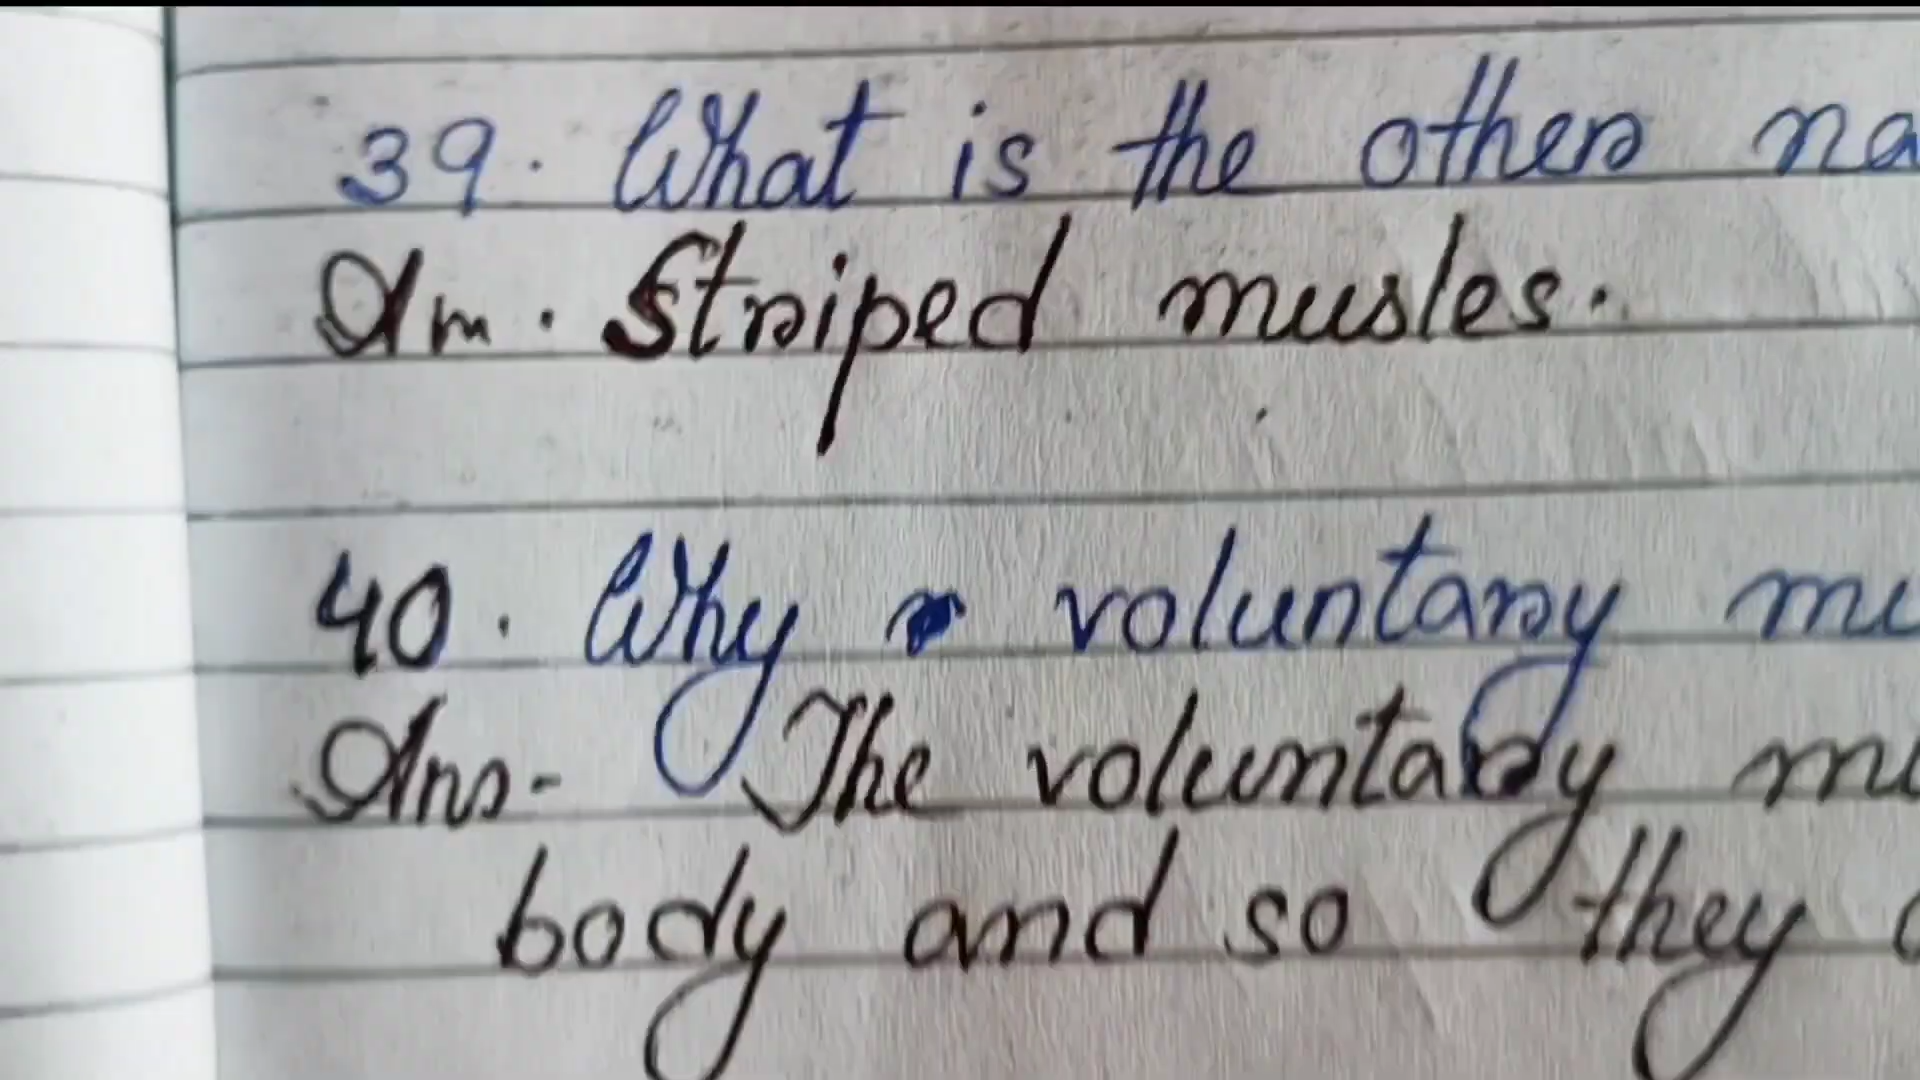 39. What is the other na
Ans. Striped musles.
40. Why voluntary mu
Ans- The voluntary mu
body and so they